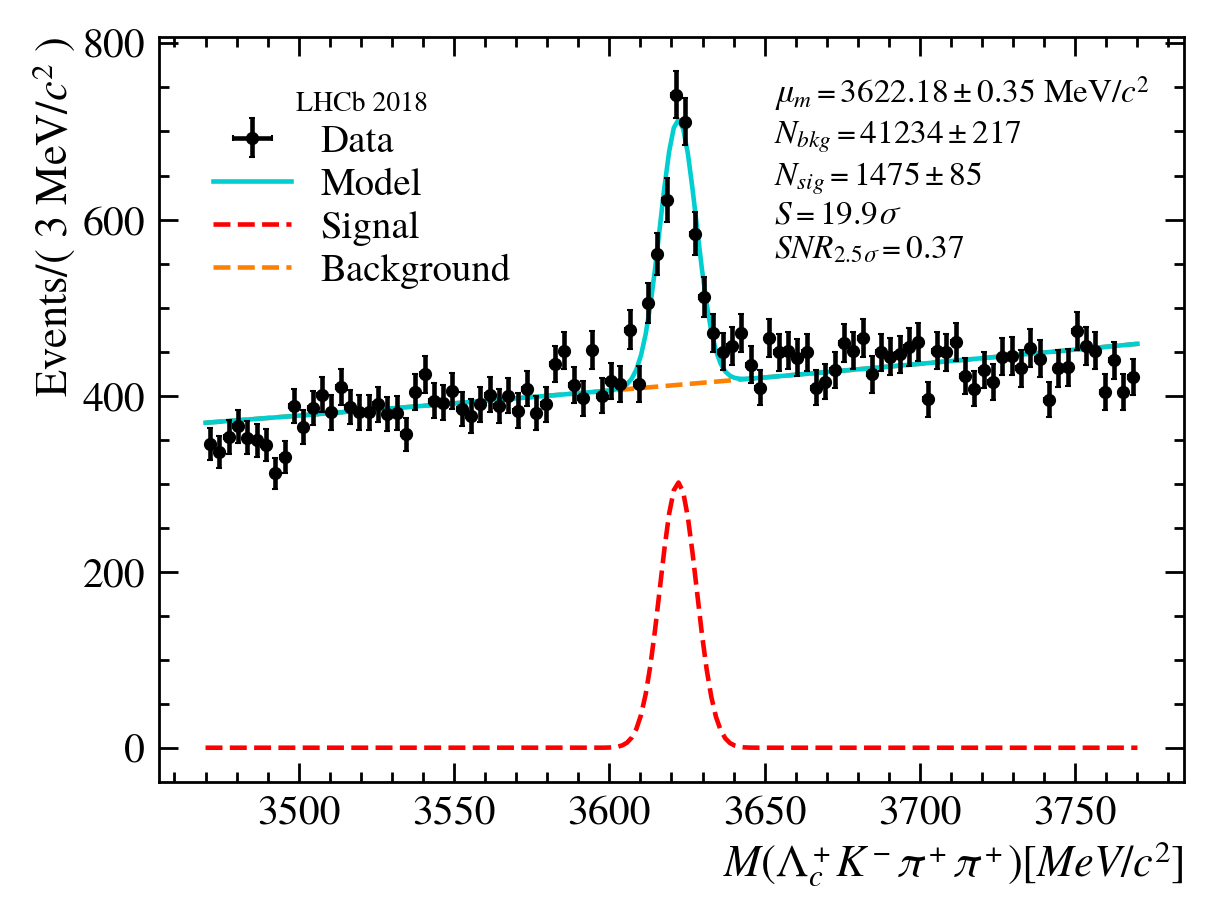 Events/( 3 MeV/c²)
800
600
400
200
0
LHCb 2018
Data
Model
Signal
Background
μₘ = 3622.18 ± 0.35 MeV/c²
N_bkg = 41234 ± 217
N_sig = 1475 ± 85
S = 19.9σ
SNR_2.5σ = 0.37
3500 3550 3600 3650 3700 3750
M(Λ_c⁺K⁻π⁺π⁺)[MeV/c²]